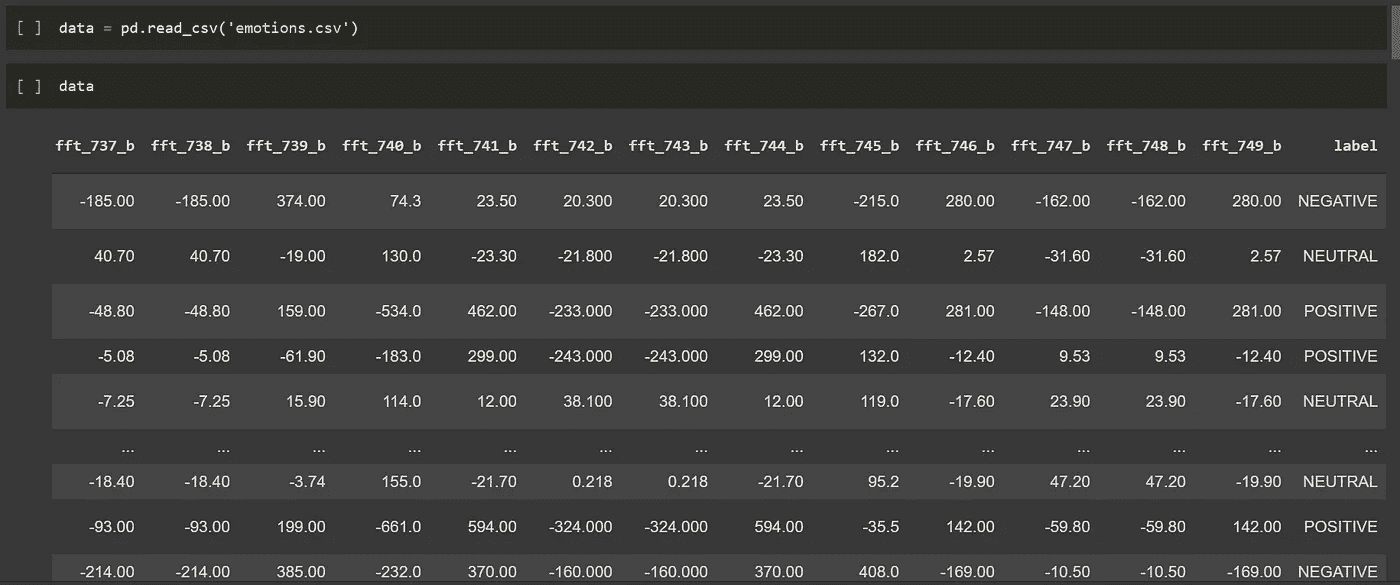 [ ] data = pd.read_csv('emotions.csv')
[ ] data
fft_737_b fft_738_b fft_739_b fft_740_b fft_741_b fft_742_b fft_743_b fft_744_b fft_745_b fft_746_b fft_747_b fft_748_b fft_749_b label
-185.00 -185.00 374.00 74.3 23.50 20.300 20.300 23.50 -215.0 280.00 -162.00 -162.00 280.00 NEGATIVE
40.70 40.70 -19.00 130.0 -23.30 -21.800 -21.800 -23.30 182.0 2.57 -31.60 -31.60 2.57 NEUTRAL
-48.80 -48.80 159.00 -534.0 462.00 -233.000 -233.000 462.00 -267.0 281.00 -148.00 -148.00 281.00 POSITIVE
-5.08 -5.08 -61.90 -183.0 299.00 -243.000 -243.000 299.00 132.0 -12.40 9.53 9.53 -12.40 POSITIVE
-7.25 -7.25 15.90 114.0 12.00 38.100 38.100 12.00 119.0 -17.60 23.90 23.90 -17.60 NEUTRAL
... ... ... ... ... ... ... ... ... ... ... ... ... ...
-18.40 -18.40 -3.74 155.0 -21.70 0.218 0.218 -21.70 95.2 -19.90 47.20 47.20 -19.90 NEUTRAL
-93.00 -93.00 199.00 -661.0 594.00 -324.000 -324.000 594.00 -35.5 142.00 -59.80 -59.80 142.00 POSITIVE
-214.00 -214.00 385.00 -232.0 370.00 -160.000 -160.000 370.00 408.0 -169.00 -10.50 -10.50 -169.00 NEGATIVE